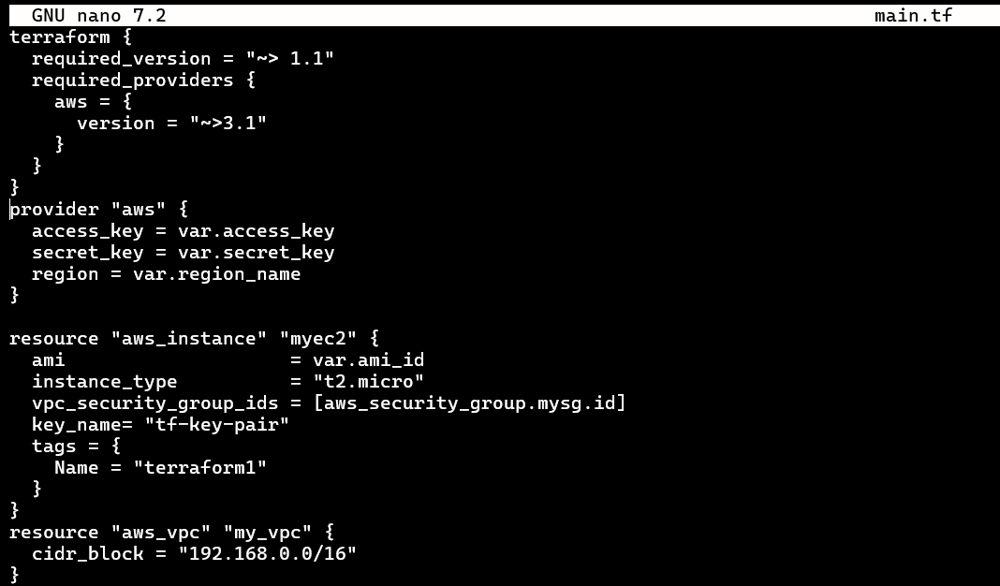 GNU nano 7.2 main.tf
terraform {
  required_version = "~> 1.1"
  required_providers {
    aws = {
      version = "~>3.1"
    }
  }
}
provider "aws" {
  access_key = var.access_key
  secret_key = var.secret_key
  region = var.region_name
}

resource "aws_instance" "myec2" {
  ami                    = var.ami_id
  instance_type          = "t2.micro"
  vpc_security_group_ids = [aws_security_group.mysg.id]
  key_name= "tf-key-pair"
  tags = {
    Name = "terraform1"
  }
}
resource "aws_vpc" "my_vpc" {
  cidr_block = "192.168.0.0/16"
}